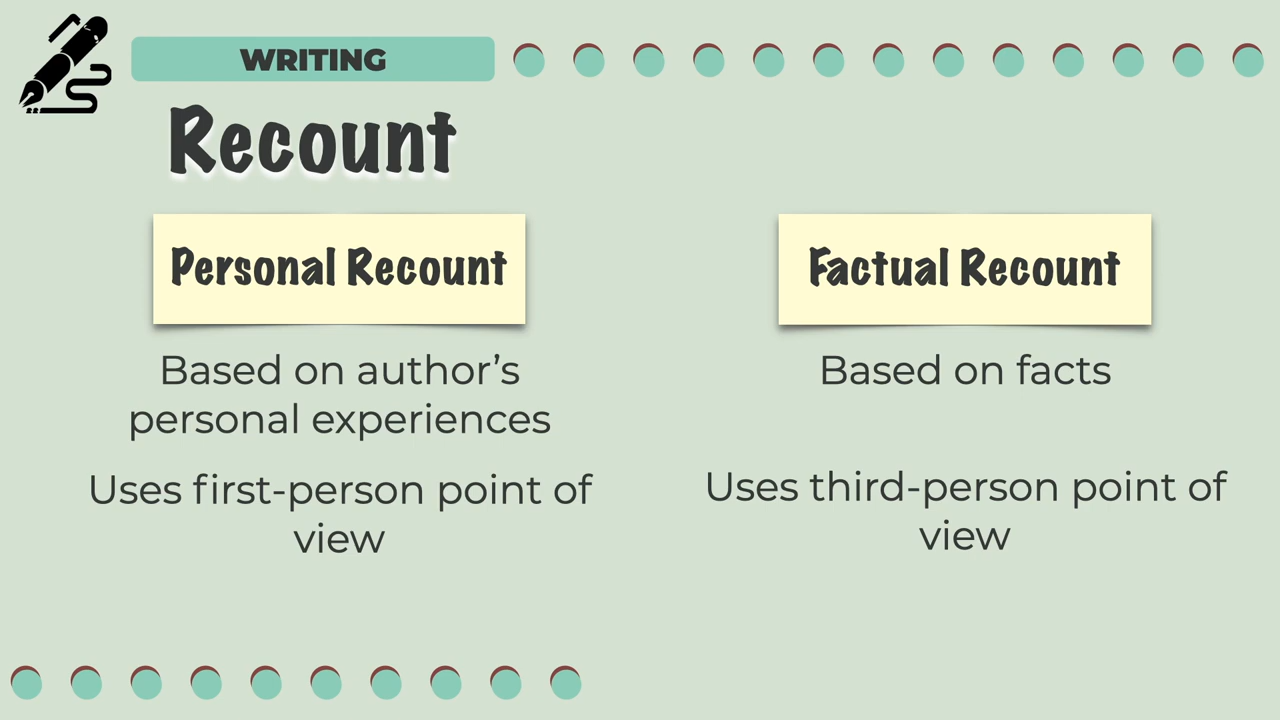 WRITING
Recount
Personal Recount
Based on author’s
personal experiences
Uses first-person point of
view
Factual Recount
Based on facts
Uses third-person point of
view